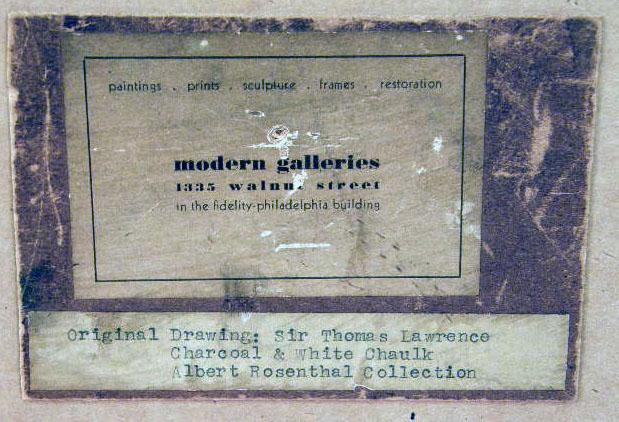 paintings . prints . sculpture . frames . restoration
modern galleries
1335 walnut street
in the fidelity-philadelphia building
Original Drawing: Sir Thomas Lawrence
Charcoal & White Chaulk
Albert Rosenthal Collection